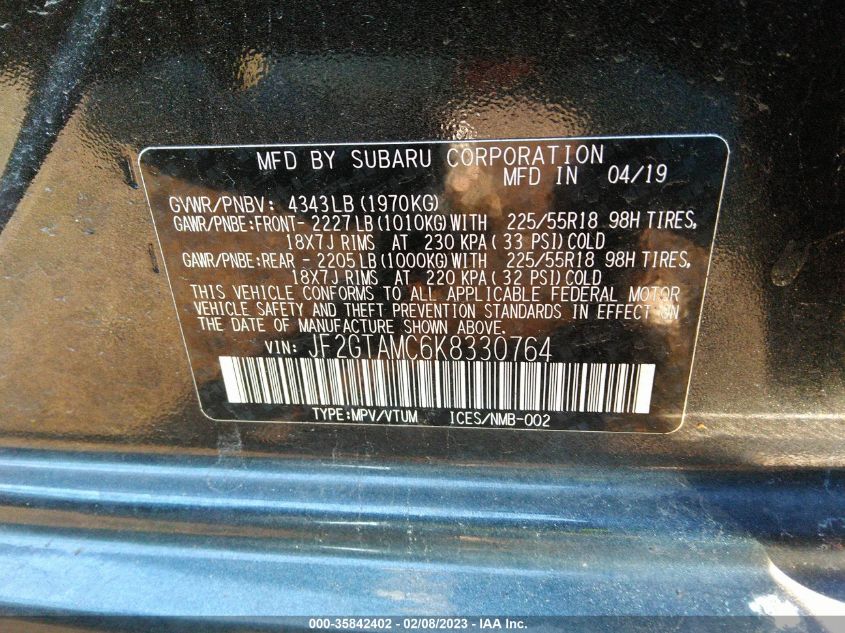 MFD BY SUBARU CORPORATION
MFD IN 04/19
GVWR/PNBV: 4343LB (1970KG)
GAWR/PNBE:FRONT- 2227LB (1010KG) WITH 225/55R18 98H TIRES,
18X7J RIMS AT 230 KPA ( 33 PSI) COLD
GAWR/PNBE:REAR - 2205LB (1000KG) WITH 225/55R18 98H TIRES,
18X7J RIMS AT 220 KPA ( 32 PSI) COLD
THIS VEHICLE CONFORMS TO ALL APPLICABLE FEDERAL MOTOR
VEHICLE SAFETY AND THEFT PREVENTION STANDARDS IN EFFECT ON
THE DATE OF MANUFACTURE SHOWN ABOVE.
VIN: JF2GTAMC6K8330764
TYPE:MPV/VTUM ICES/NMB-002
000-35842402 - 02/08/2023 - IAA Inc.